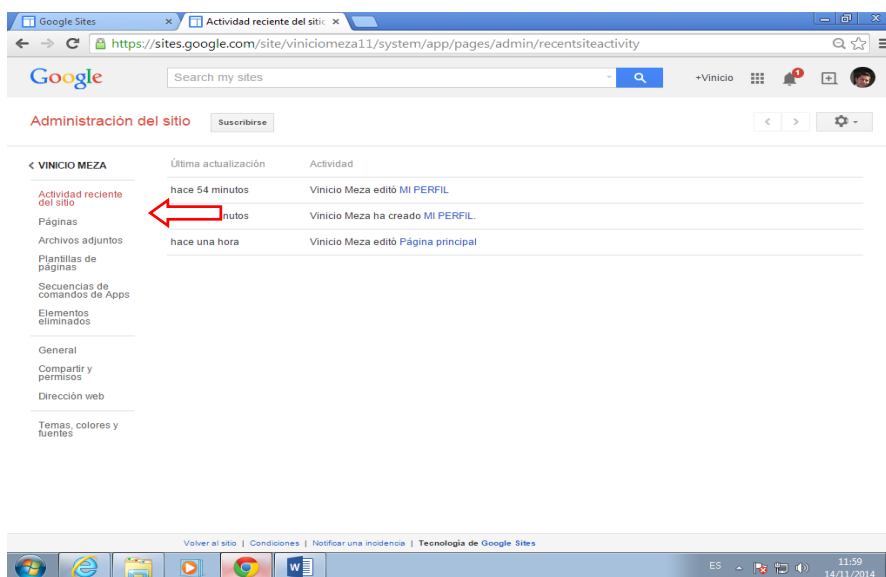 Google Sites
Actividad reciente del sitio
https://sites.google.com/site/viniciomeza11/system/app/pages/admin/recentsiteactivity
Google
Search my sites
+Vinicio
1
Administración del sitio
Suscribirse
< VINICIO MEZA
Última actualización Actividad
Actividad reciente
del sitio
Páginas
Archivos adjuntos
Plantillas de
páginas
Secuencias de
comandos de Apps
Elementos
eliminados
General
Compartir y
permisos
Dirección web
Temas, colores y
fuentes
hace 54 minutos Vinicio Meza editó MI PERFIL
nutos Vinicio Meza ha creado MI PERFIL.
hace una hora Vinicio Meza editó Página principal
Volver al sitio | Condiciones | Notificar una incidencia | Tecnología de Google Sites
ES
11:59
14/11/2014